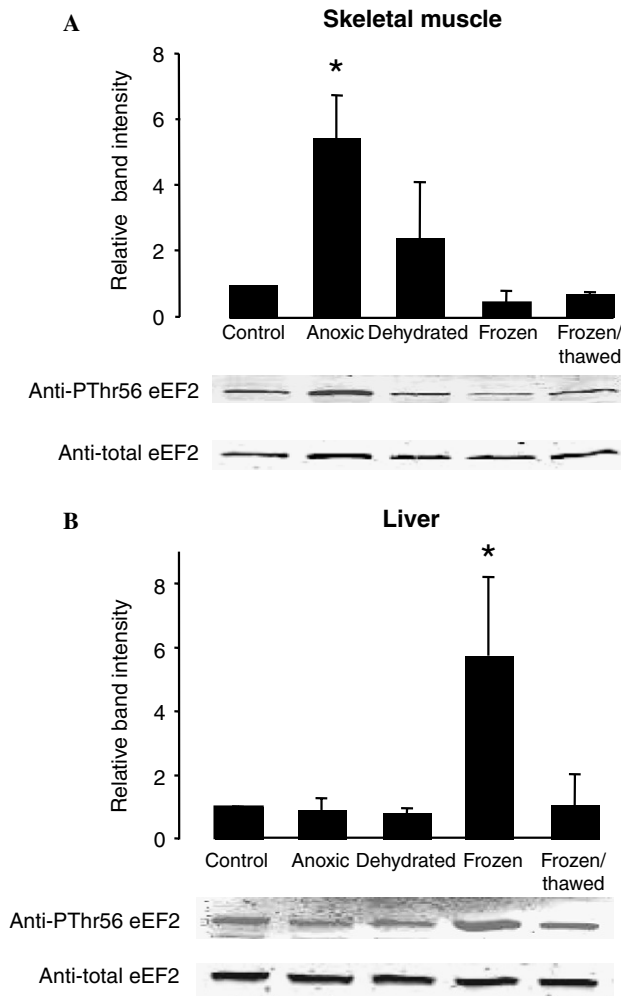 A
Skeletal muscle
Relative band intensity
8
6
4
2
0
*
Control Anoxic Dehydrated Frozen Frozen/
thawed
Anti-PThr56 eEF2
Anti-total eEF2
B
Liver
Relative band intensity
8
6
4
2
0
*
Control Anoxic Dehydrated Frozen Frozen/
thawed
Anti-PThr56 eEF2
Anti-total eEF2